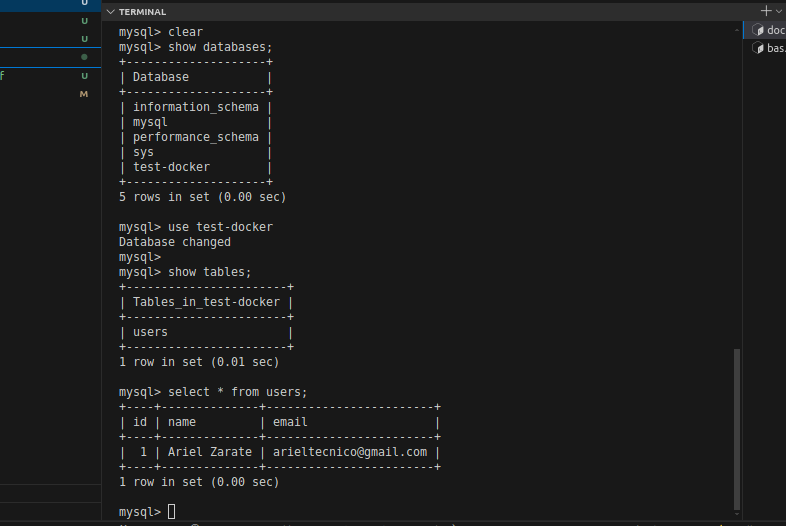 U
TERMINAL
U
mysql> clear
doc
U
mysql> show databases;
bas.
+--------------------+
| Database           |
f U
+--------------------+
M
| information_schema |
| mysql              |
| performance_schema |
| sys                |
| test-docker        |
+--------------------+
5 rows in set (0.00 sec)
mysql> use test-docker
Database changed
mysql>
mysql> show tables;
+-----------------------+
| Tables_in_test-docker |
+-----------------------+
| users                 |
+-----------------------+
1 row in set (0.01 sec)
mysql> select * from users;
+----+--------------+------------------------+
| id | name         | email                  |
+----+--------------+------------------------+
|  1 | Ariel Zarate | arieltecnico@gmail.com |
+----+--------------+------------------------+
1 row in set (0.00 sec)
mysql>